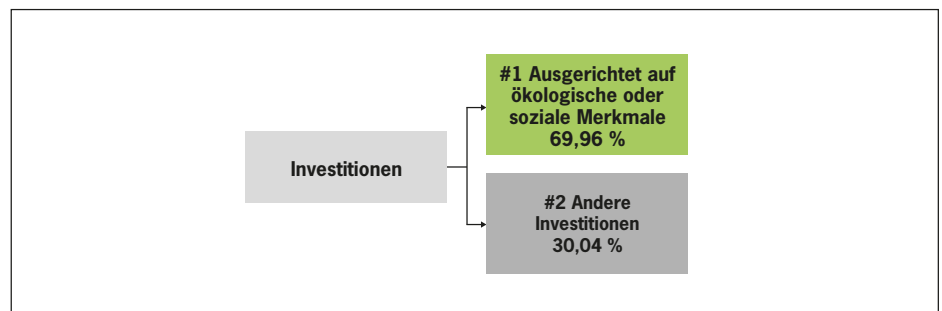 #1 Ausgerichtet auf
ökologische oder
soziale Merkmale
69,96 %
Investitionen
#2 Andere
Investitionen
30,04 %